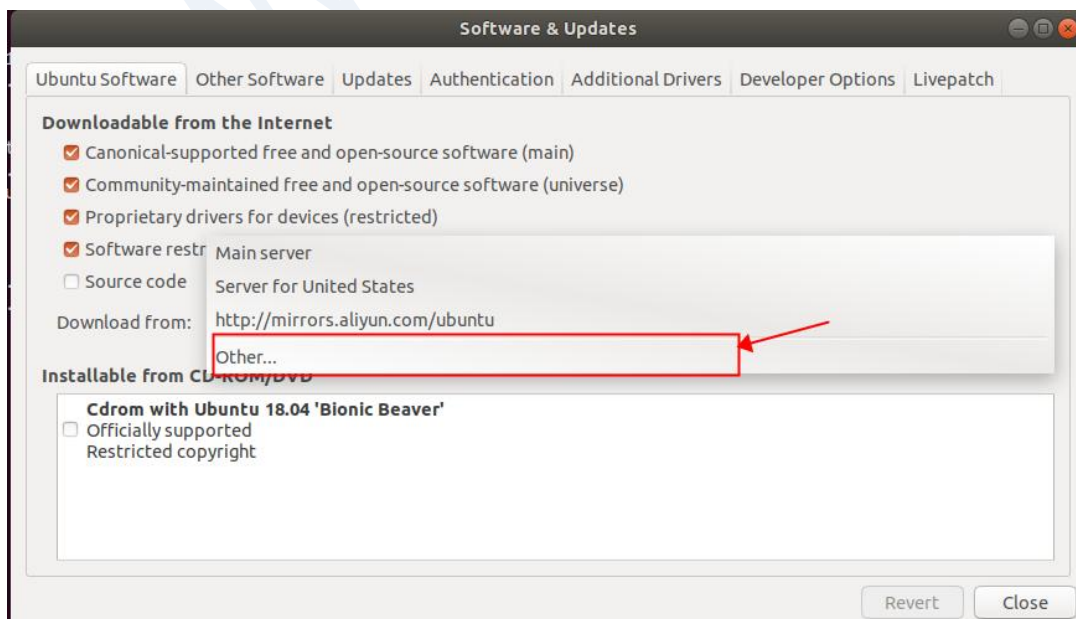 Software & Updates
Ubuntu Software Other Software Updates Authentication Additional Drivers Developer Options Livepatch
Downloadable from the Internet
Canonical-supported free and open-source software (main)
Community-maintained free and open-source software (universe)
Proprietary drivers for devices (restricted)
Software restr
Main server
Source code
Server for United States
Download from:
http://mirrors.aliyun.com/ubuntu
Other...
Installable from CD-ROM/DVD
Cdrom with Ubuntu 18.04 'Bionic Beaver'
Officially supported
Restricted copyright
Revert Close